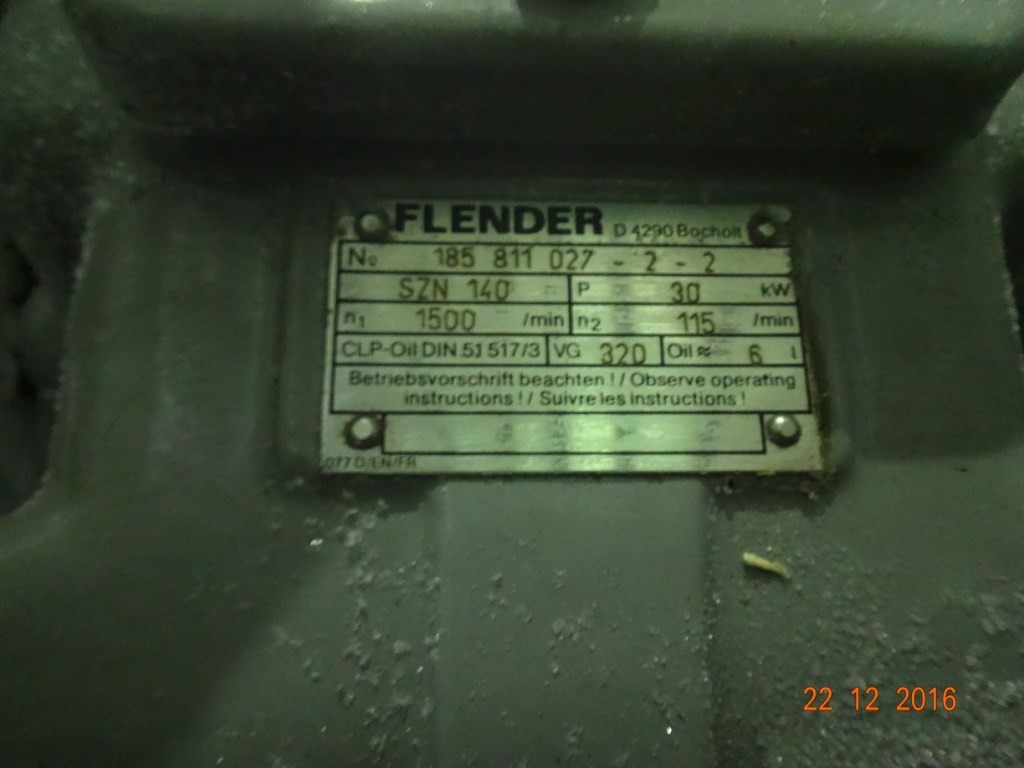 FLENDER D 4290 Bocholt
No 185 811 027 - 2 - 2
SZN 140 P 30 kW
n1 1500 /min n2 115 /min
CLP-Oil DIN 51 517/3 VG 320 Oil ≈ 6 l
Betriebsvorschrift beachten ! / Observe operating
instructions ! / Suivre les instructions !
077 D/EN/FR
22 12 2016